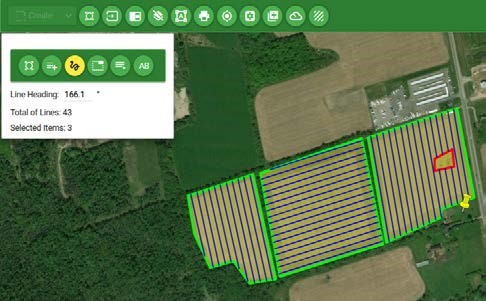 Create
Line Heading: 166.1 °
Total of Lines: 43
Selected Items: 3
AB